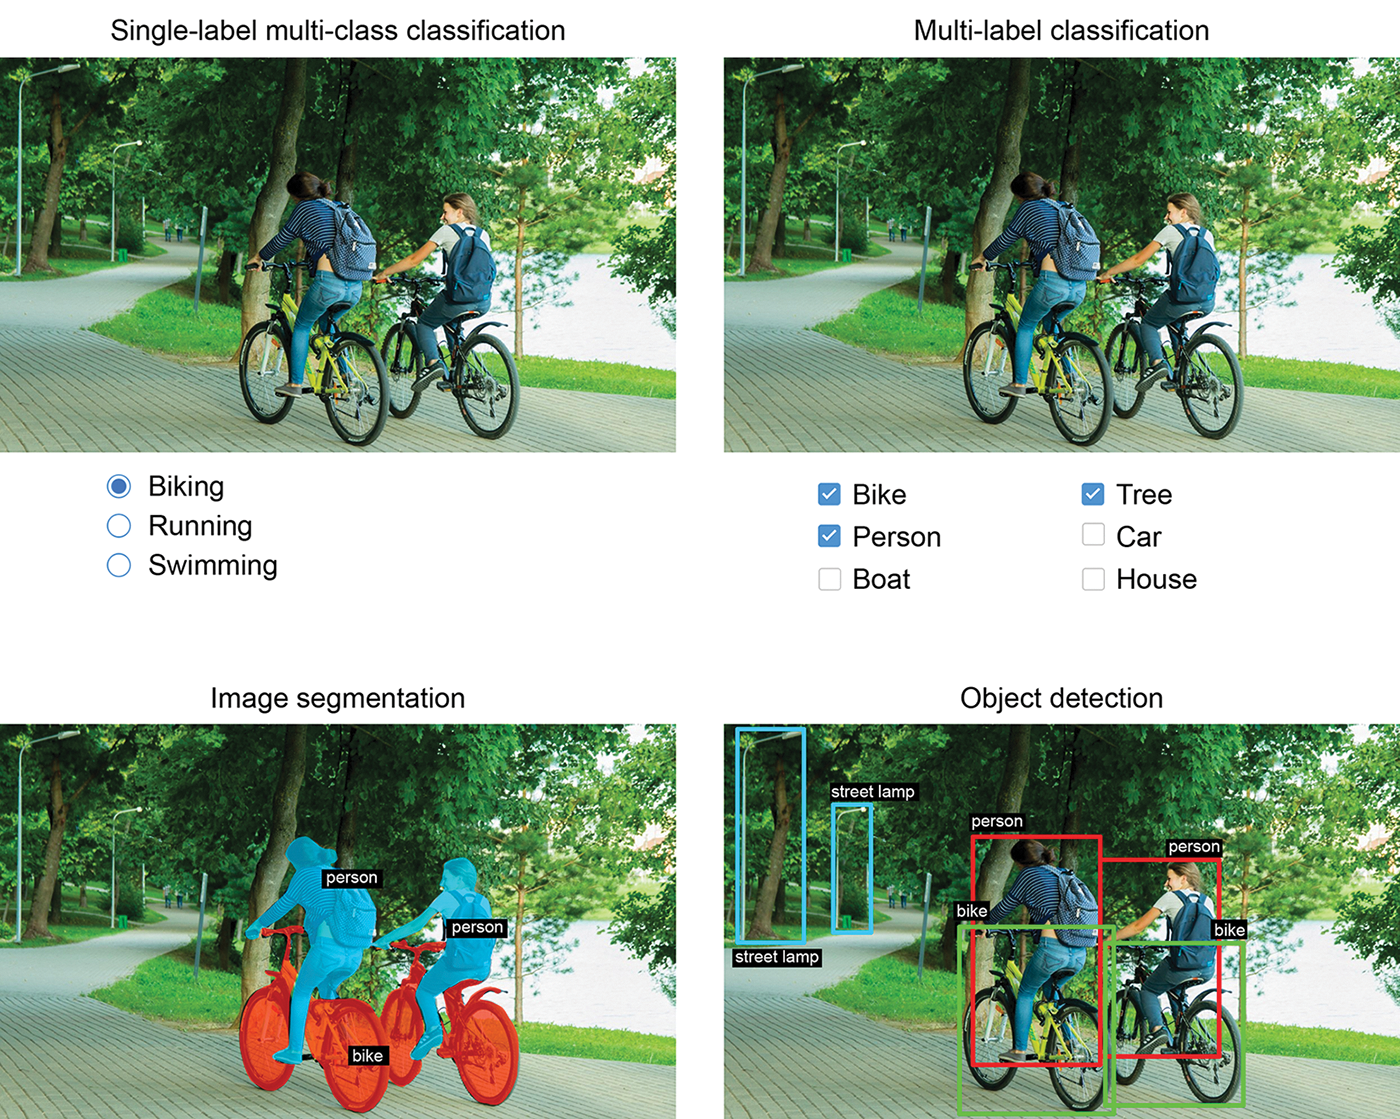 Single-label multi-class classification
Multi-label classification
Biking
Running
Swimming
Bike
Person
Boat
Tree
Car
House
Image segmentation
Object detection
person
person
bike
street lamp
street lamp
person
person
bike
bike